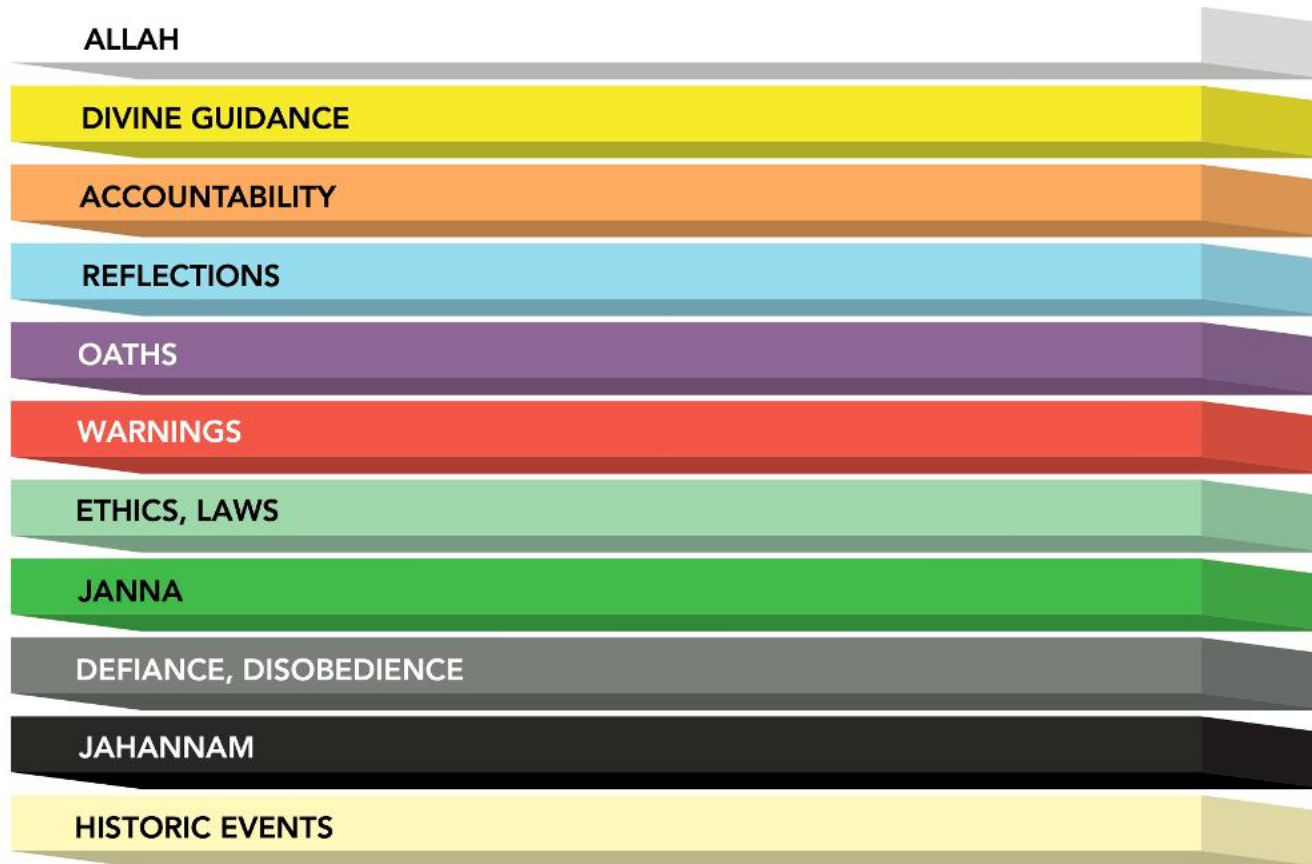 ALLAH
DIVINE GUIDANCE
ACCOUNTABILITY
REFLECTIONS
OATHS
WARNINGS
ETHICS, LAWS
JANNA
DEFIANCE, DISOBEDIENCE
JAHANNAM
HISTORIC EVENTS